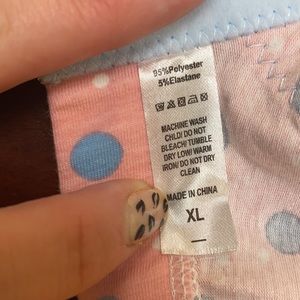 95%Polyester
5%Elastane
MACHINE WASH
CHLD/ DO NOT
BLEACH/ TUMBLE
DRY LOW/ WARM
IRON/ DO NOT DRY
CLEAN
MADE IN CHINA
XL